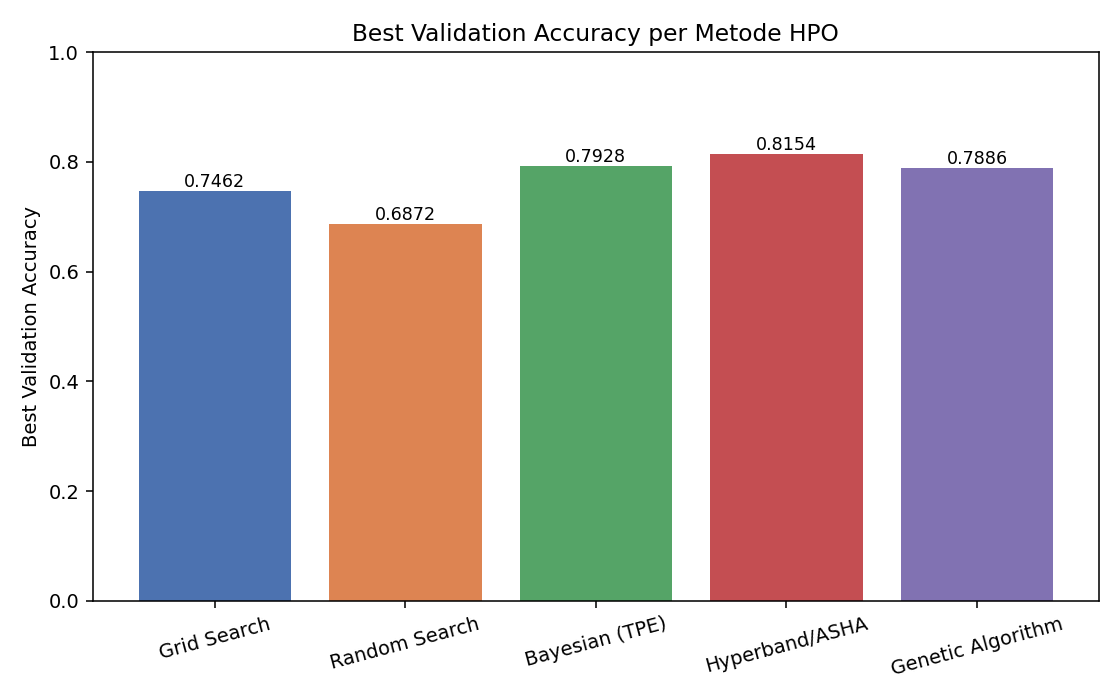 Best Validation Accuracy per Metode HPO
Best Validation Accuracy
1.0
0.8
0.6
0.4
0.2
0.0
0.7462
0.6872
0.7928
0.8154
0.7886
Grid Search
Random Search
Bayesian (TPE)
Hyperband/ASHA
Genetic Algorithm